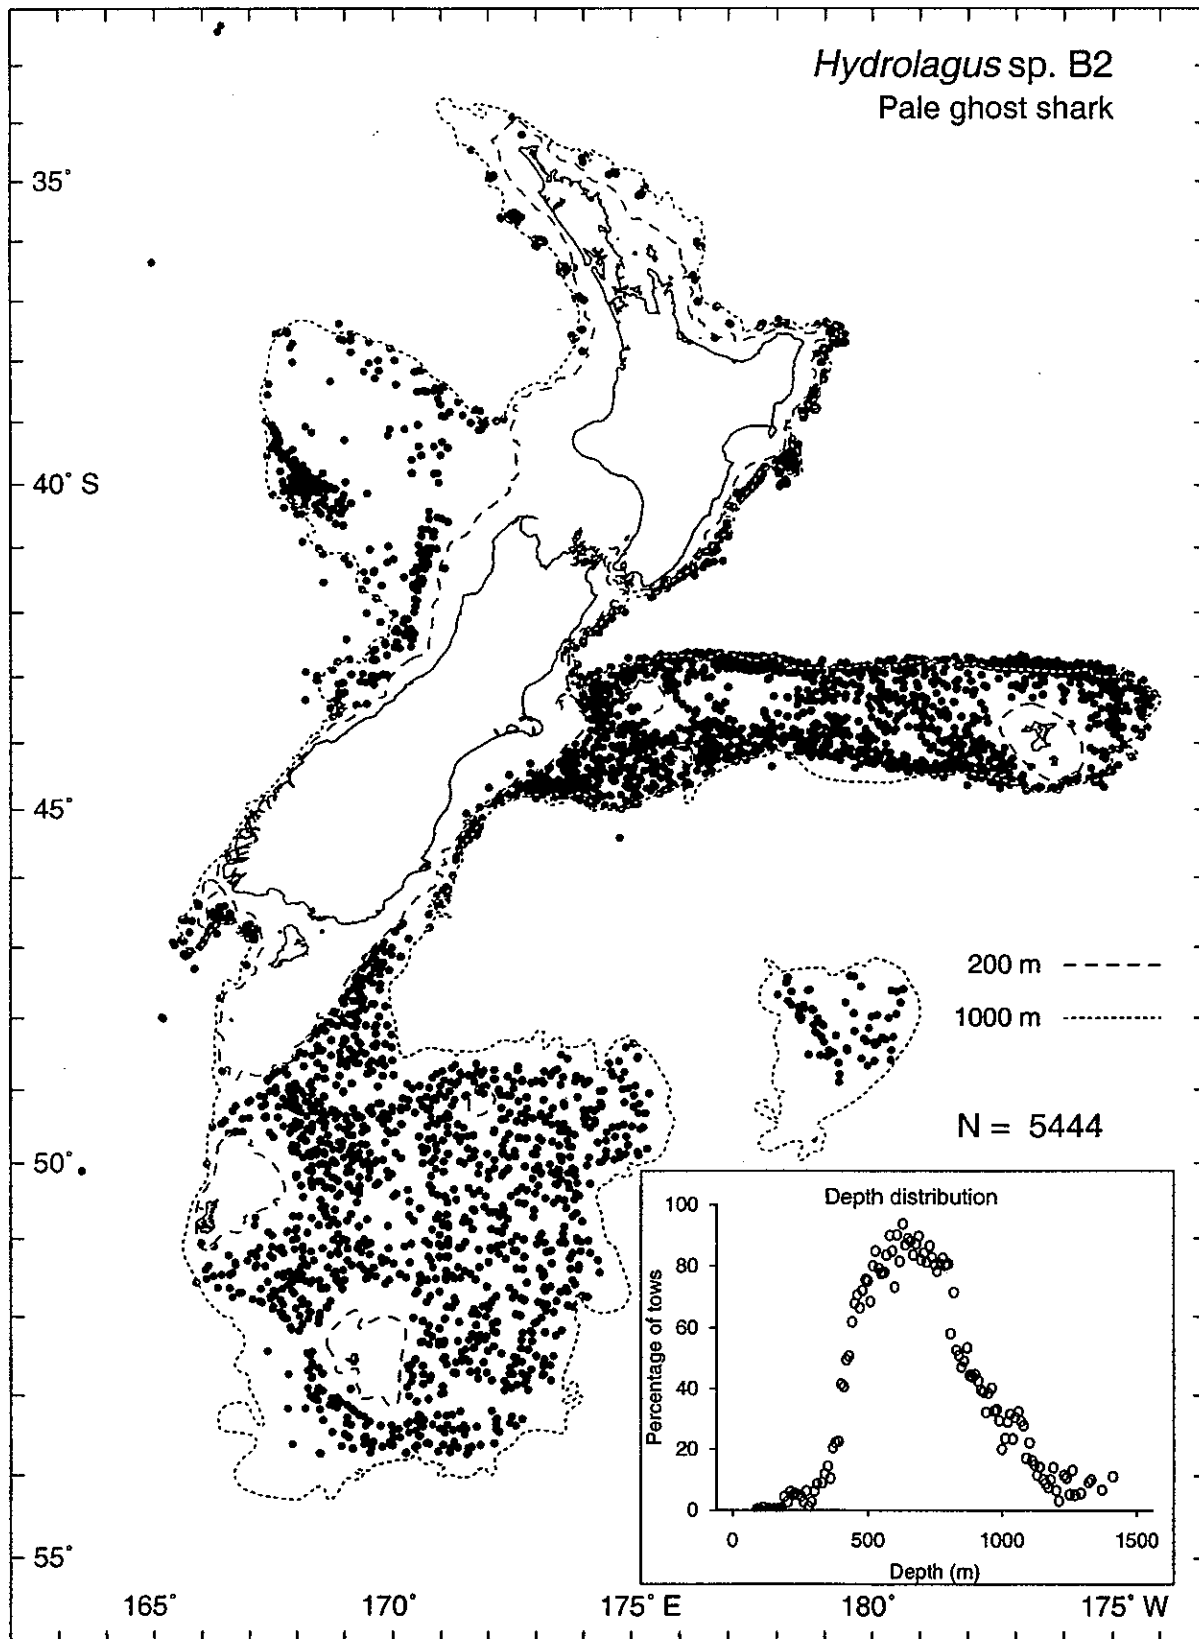 Hydrolagus sp. B2
Pale ghost shark
35°
40° S
45°
200 m
1000 m
N = 5444
50°
Depth distribution
100
80
60
40
20
0
Percentage of tows
0 500 1000 1500
Depth (m)
55°
165° 170° 175° E 180° 175° W